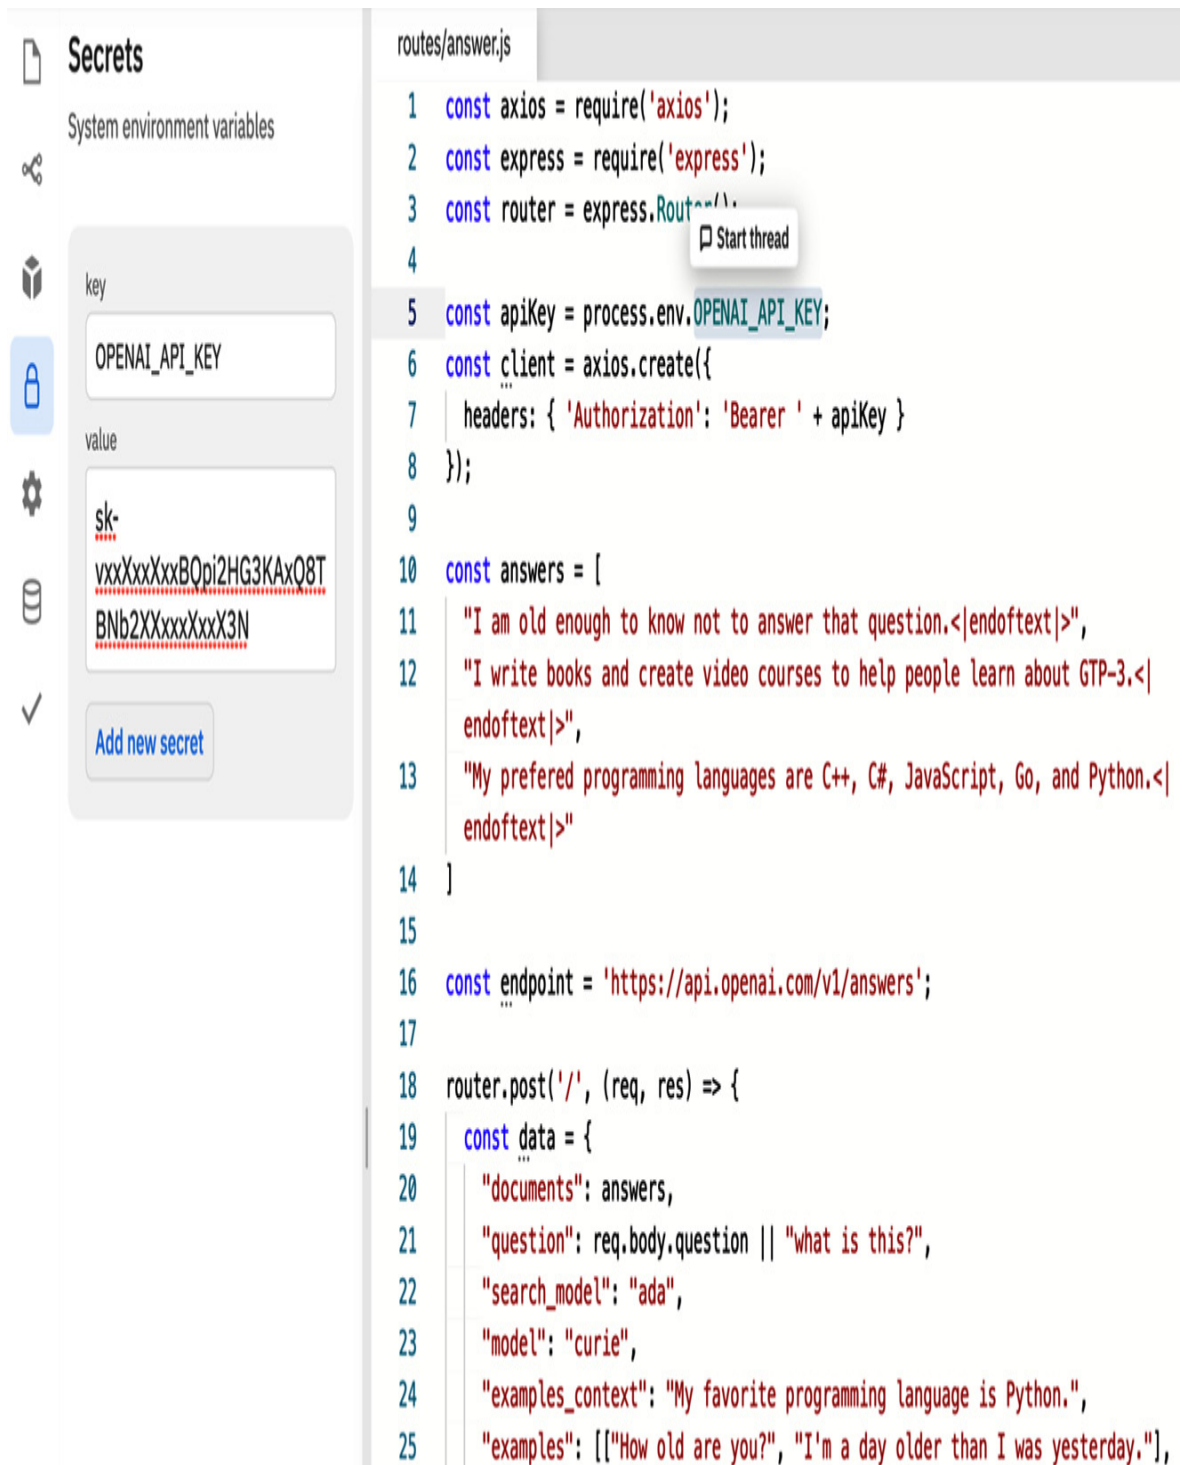 Secrets
System environment variables
key
OPENAI_API_KEY
value
sk-
vxxXxxXxxBQpi2HG3KAxQ8T
BNb2XXxxxXxxX3N
Add new secret
routes/answer.js
1 const axios = require('axios');
2 const express = require('express');
3 const router = express.Router();
Start thread
4
5 const apiKey = process.env.OPENAI_API_KEY;
6 const client = axios.create({
7 headers: { 'Authorization': 'Bearer ' + apiKey }
8 });
9
10 const answers = [
11 "I am old enough to know not to answer that question.<|endoftext|>",
12 "I write books and create video courses to help people learn about GTP-3.<|
endoftext|>",
13 "My prefered programming languages are C++, C#, JavaScript, Go, and Python.<|
endoftext|>"
14 ]
15
16 const endpoint = 'https://api.openai.com/v1/answers';
17
18 router.post('/', (req, res) => {
19 const data = {
20 "documents": answers,
21 "question": req.body.question || "what is this?",
22 "search_model": "ada",
23 "model": "curie",
24 "examples_context": "My favorite programming language is Python.",
25 "examples": [["How old are you?", "I'm a day older than I was yesterday."],